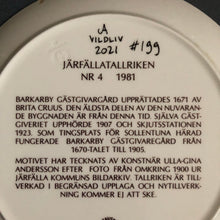 A
VILDLIV
2021 #199
JÄRFÄLLATALLRIKEN
NR 4 1981
BARKARBY GÄSTGIVARGÅRD UPPRÄTTADES 1671 AV
BRITA CRUUS. DEN ÄLDSTA DELEN AV DEN NU-
VARANDE BYGGNADEN ÄR FRÅN DENNA TID. SJÄLVA GÄST-
GIVERIET UPPHÖRDE 1907 OCH SKJUTSSTATIONEN
1923. SOM TINGSPLATS FÖR SOLLENTUNA HÄRAD
FUNGERADE BARKARBY GÄSTGIVAREGÅRD FRÅN
1670-TALET TILL 1905.
MOTIVET HAR TECKNATS AV KONSTNÄR ULLA-GINA
ANDERSSON EFTER FOTO FRÅN OMKRING 1900 UR
JÄRFÄLLA KOMMUNS BILDARKIV. TALLRIKEN ÄR TILL-
VERKAD I BEGRÄNSAD UPPLAGA OCH NYTILLVERK-
NING KOMMER EJ ATT SKE.